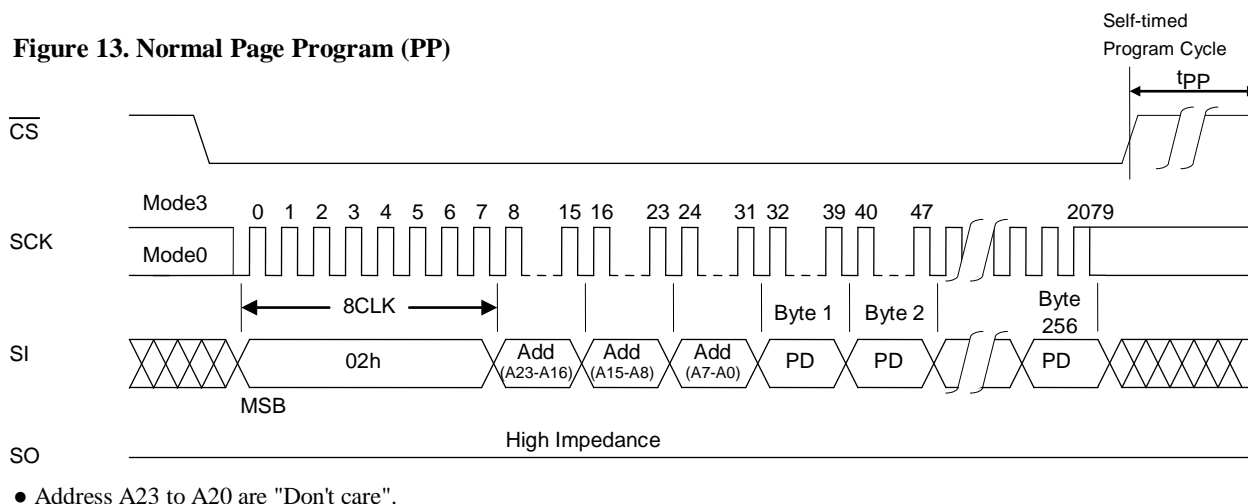 Self-timed
Program Cycle
Figure 13. Normal Page Program (PP)
tPP
CS
Mode3
0 1 2 3 4 5 6 7 8 15 16 23 24 31 32 39 40 47 2079
SCK
Mode0
8CLK
Byte 1 Byte 2 Byte
256
SI
02h Add
(A23-A16) Add
(A15-A8) Add
(A7-A0) PD PD PD
MSB
High Impedance
SO
● Address A23 to A20 are "Don't care".